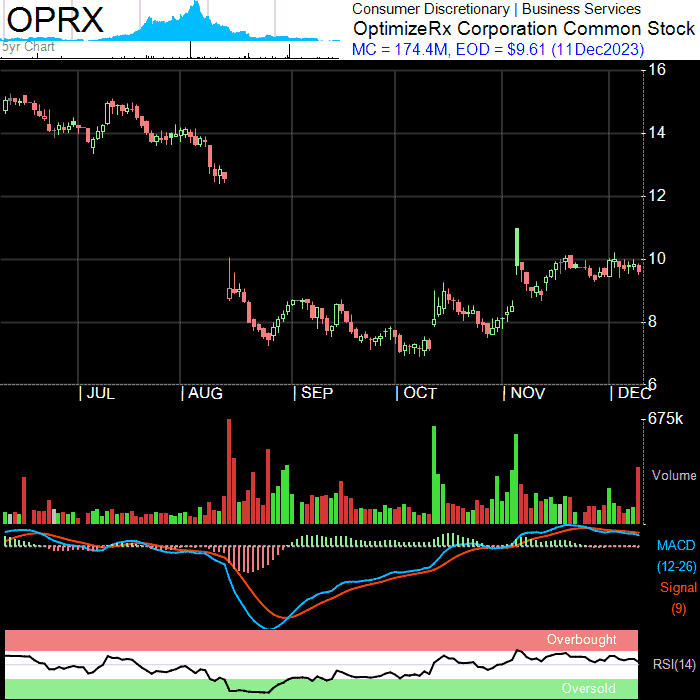 OPRX
5yr Chart
Consumer Discretionary | Business Services
OptimizeRx Corporation Common Stock
MC = 174.4M, EOD = $9.61 (11Dec2023)
16
14
12
10
8
6
JUL
AUG
SEP
OCT
NOV
DEC
675k
Volume
MACD
(12-26)
Signal
(9)
Overbought
RSI(14)
Oversold